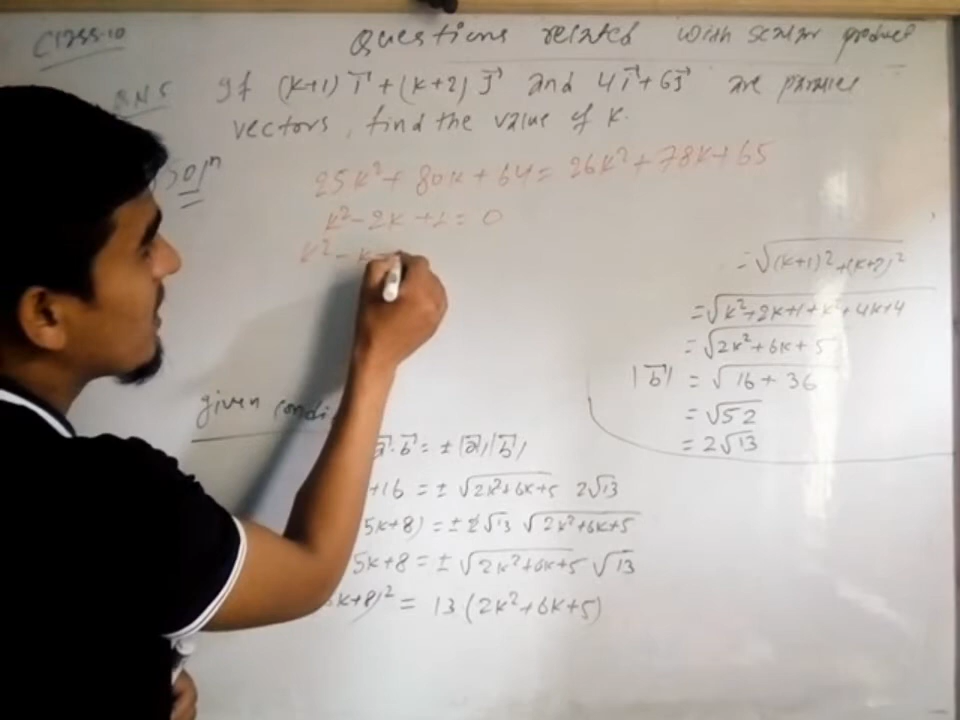 Class-10
Questions related with scalar product
QNS If (k+1) i⃗ + (k+2) j⃗ and 4i⃗ + 6j⃗ are parallel
vectors, find the value of k.
Solⁿ
25k² + 80k + 64 = 26k² + 78k + 65
k² - 2k + 1 = 0
k² - k
= √(k+1)² + (k+2)²
= √k² + 2k + 1 + k² + 4k + 4
= √2k² + 6k + 5
|b⃗| = √16 + 36
= √52
= 2√13
given
a⃗.b⃗ = ± |a⃗| |b⃗|
+16 = ± √2k²+6k+5 2√13
5k+8) = ± 2√13 √2k²+6k+5
5k+8 = ± √2k²+6k+5 √13
k+8)² = 13 (2k²+6k+5)